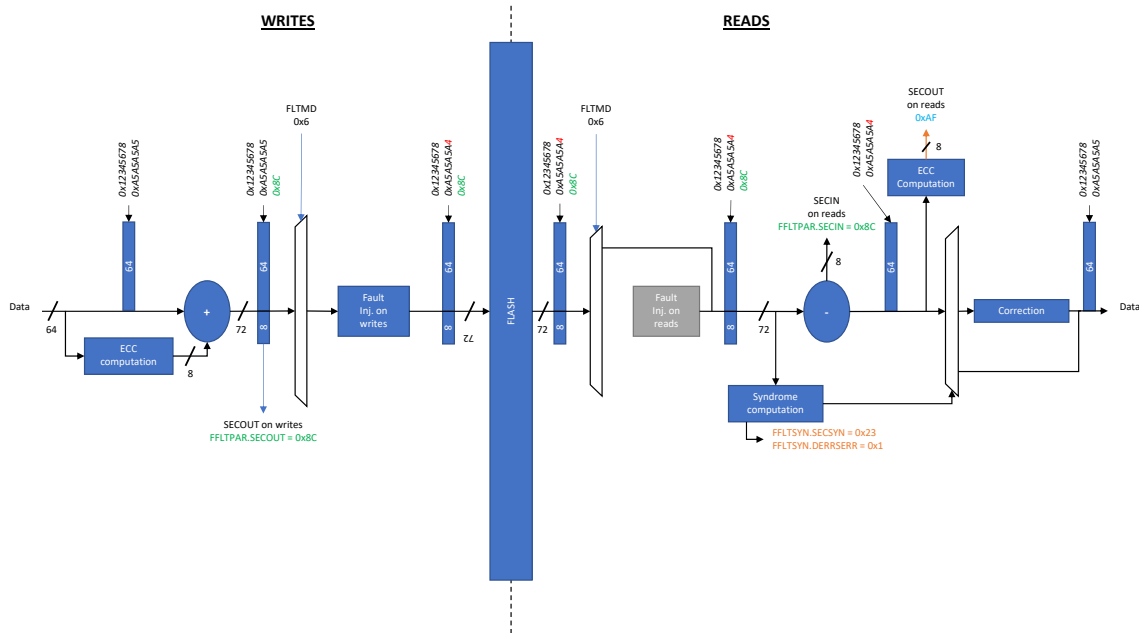 WRITES
READS
SECOUT
on reads
0xAF
FLTMD
0x6
FLTMD
0x6
0x12345678
0xA5A5A5A5
0x12345678
0xA5A5A5A5
0x8C
0x12345678
0xA5A5A5A4
0x8C
0x12345678
0xA5A5A5A4
0x8C
0x12345678
0xA5A5A5A4
0x8C
0x12345678
0xA5A5A5A4
8
ECC
Computation
0x12345678
0xA5A5A5A5
SECIN
on reads
FFLTPAR.SECIN = 0x8C
8
64
64
64
64
64
64
64
Data
64
+
72
8
Fault
Inj. on
writes
8
72
FLASH
72
8
Fault
Inj. on
reads
8
72
-
Correction
Data
ECC
computation
8
Syndrome
computation
SECOUT on writes
FFLTPAR.SECOUT = 0x8C
FFLTSYN.SECSYN = 0x23
FFLTSYN.DERRSERR = 0x1